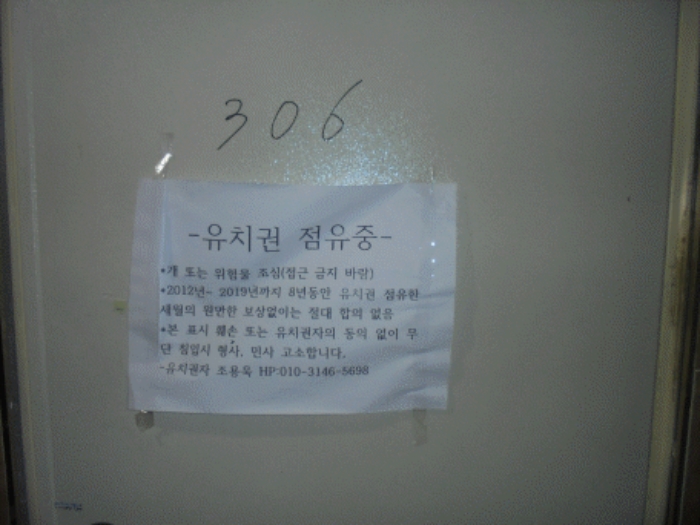 306
-유치권 점유중-
•개 또는 위험물 조심(접근 금지 바람)
•2012년~ 2019년까지 8년동안 유치권 점유한
세월의 원만한 보상없이는 절대 합의 없음
•본 표시 훼손 또는 유치권자의 동의 없이 무
단 침입시 형사, 민사 고소합니다.
-유치권자 조용욱 HP:010-3146-5698